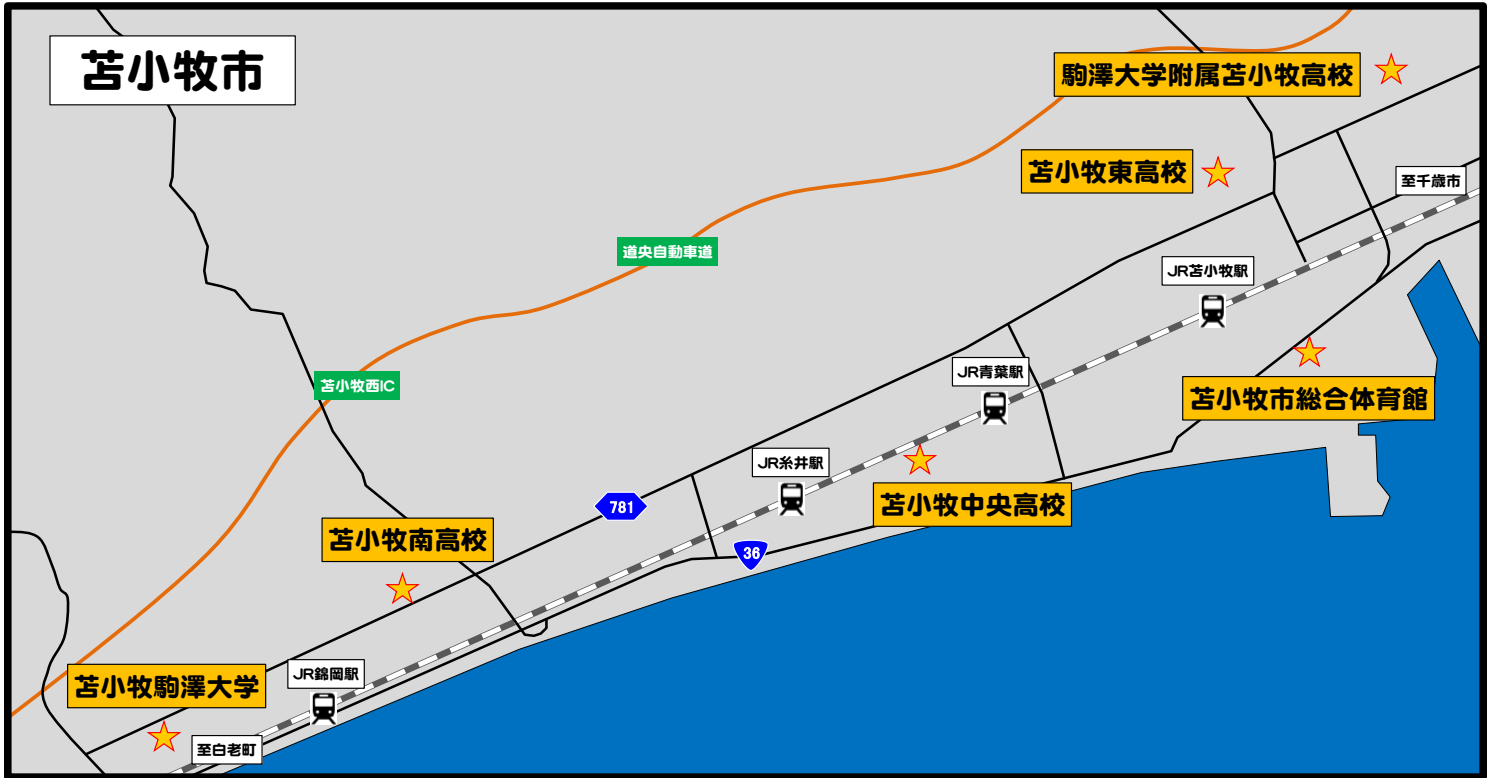 苫小牧市
駒澤大学附属苫小牧高校
苫小牧東高校
至千歳市
道央自動車道
JR苫小牧駅
JR青葉駅
苫小牧西IC
苫小牧市総合体育館
JR糸井駅
781
苫小牧中央高校
苫小牧南高校
36
JR錦岡駅
苫小牧駒澤大学
至白老町